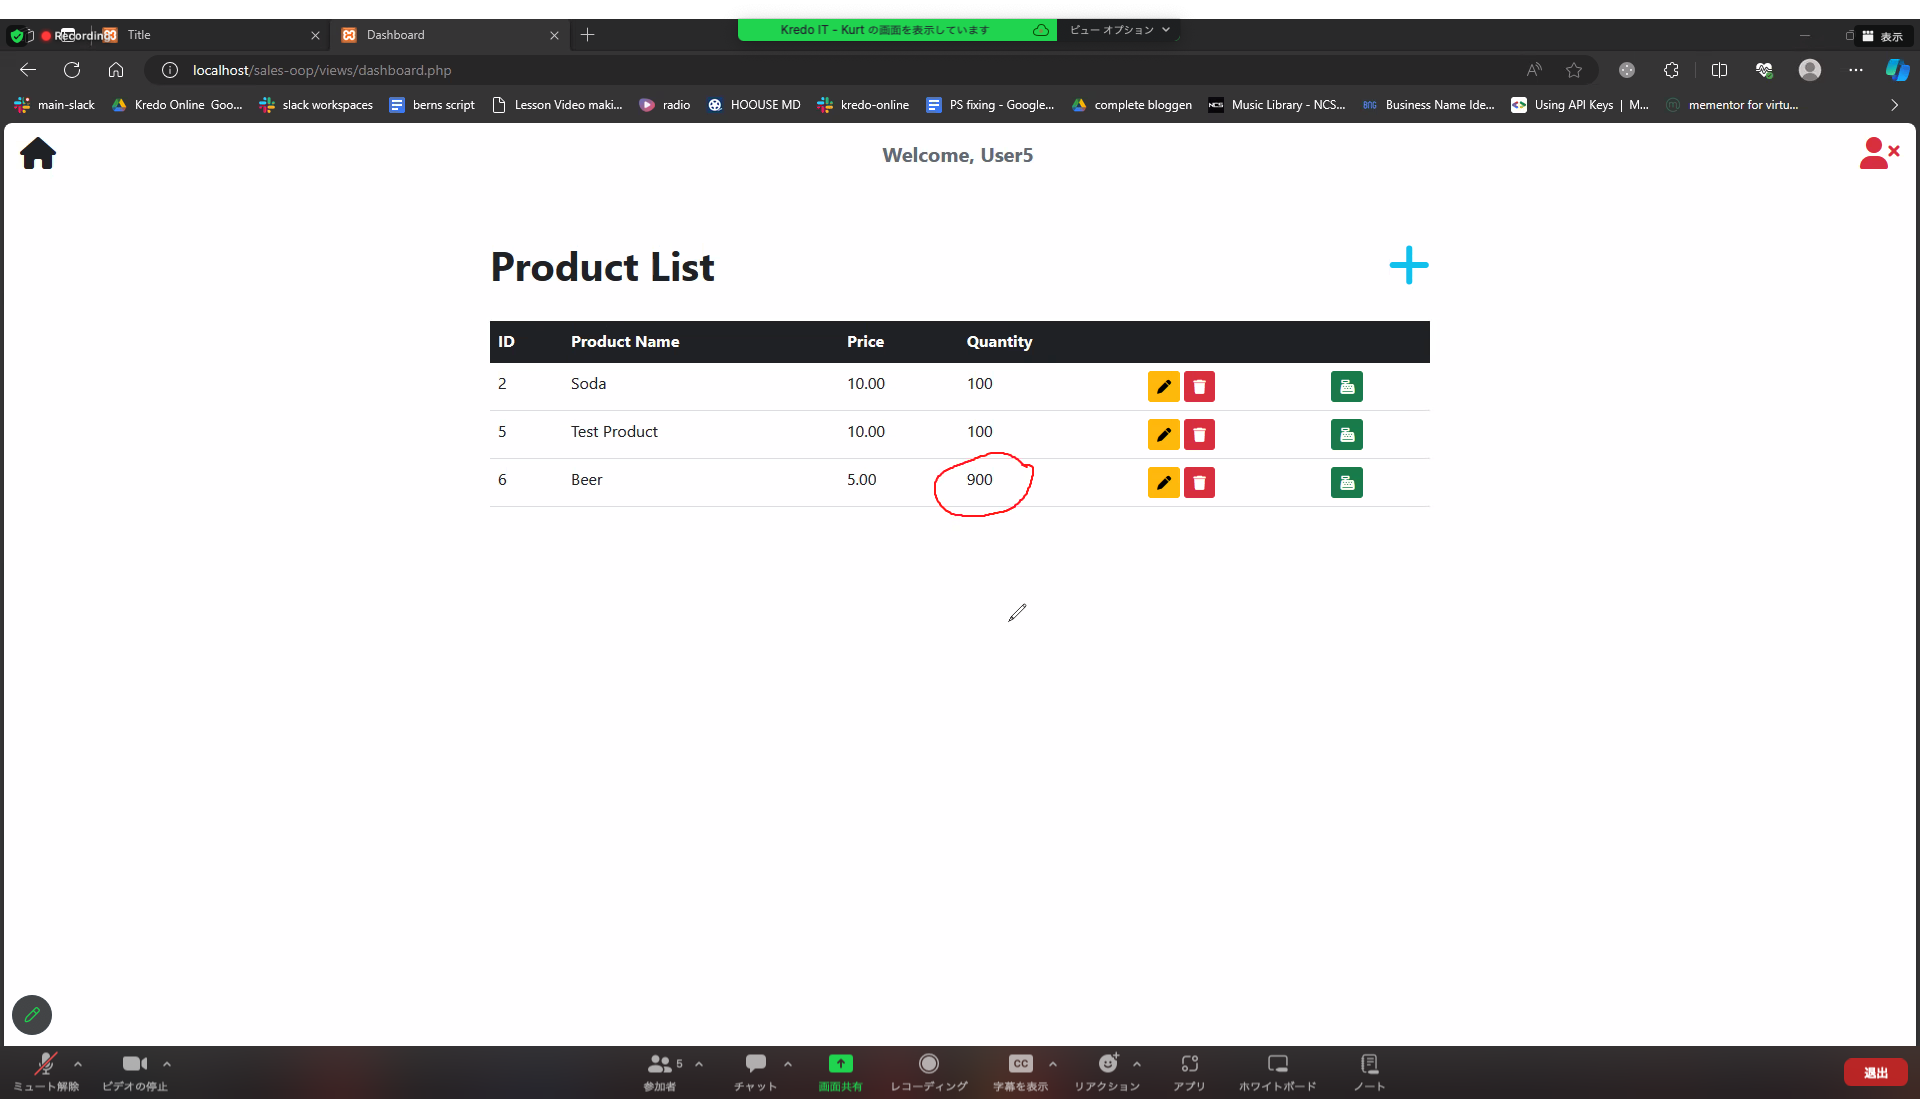 Recording
Title
Dashboard
Kredo IT - Kurt の画面を表示しています
ビュー オプション
表示
localhost/sales-oop/views/dashboard.php
main-slack
Kredo Online Goo...
slack workspaces
berns script
Lesson Video maki...
radio
HOOUSE MD
kredo-online
PS fixing - Google...
complete bloggen
NCS
Music Library - NCS...
BNG
Business Name Ide...
Using API Keys | M...
m
mementor for virtu...
Welcome, User5
Product List
ID Product Name Price Quantity
2 Soda 10.00 100
5 Test Product 10.00 100
6 Beer 5.00 900
ミュート解除
ビデオの停止
5
参加者
チャット
画面共有
レコーディング
CC
字幕を表示
リアクション
アプリ
ホワイトボード
ノート
退出